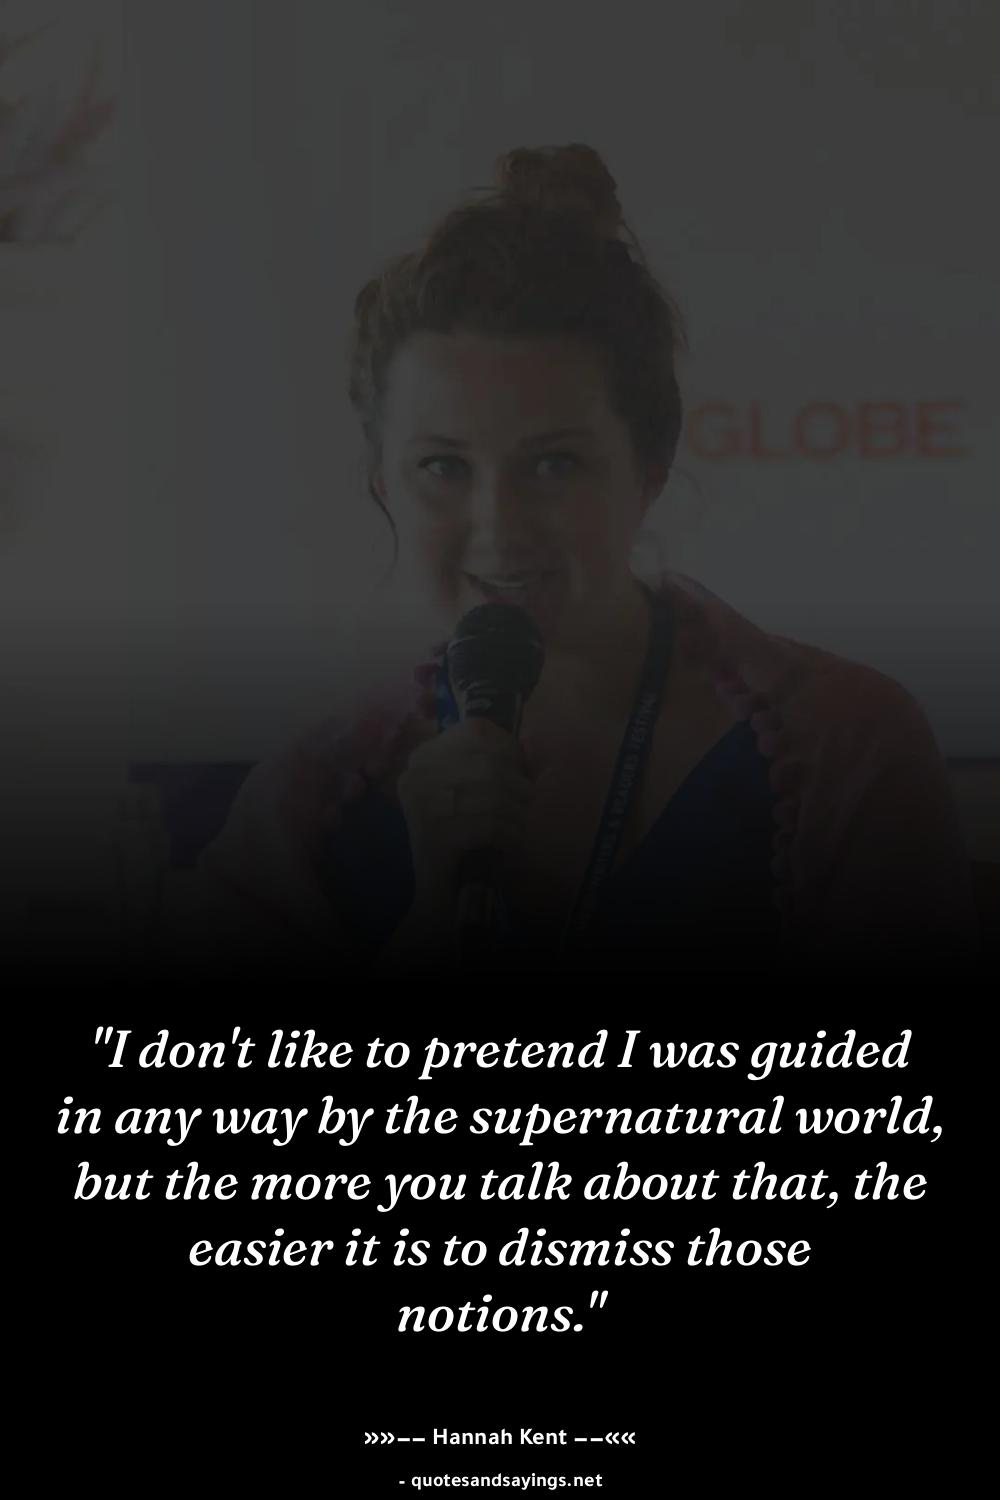 GLOBE
"I don't like to pretend I was guided
in any way by the supernatural world,
but the more you talk about that, the
easier it is to dismiss those
notions."
»»−− Hannah Kent −−««
- quotesandsayings.net